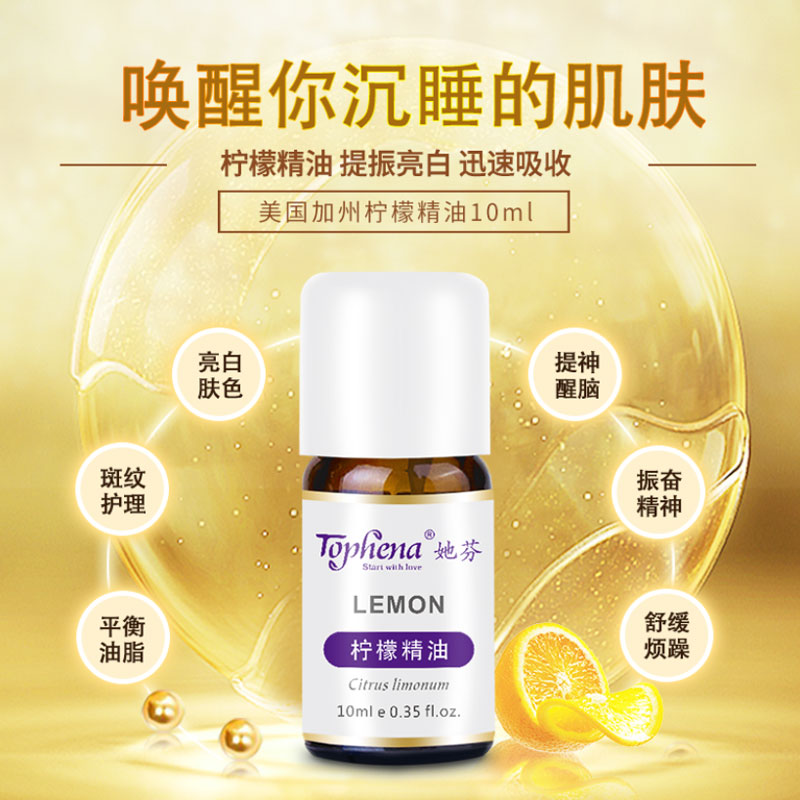 唤醒你沉睡的肌肤
柠檬精油 提振亮白 迅速吸收
美国加州柠檬精油10ml
亮白
肤色
提神
醒脑
斑纹
护理
振奋
精神
平衡
油脂
舒缓
烦躁
Tophena® 她芬
Start with love
LEMON
柠檬精油
Citrus limonum
10ml e 0.35 fl.oz.